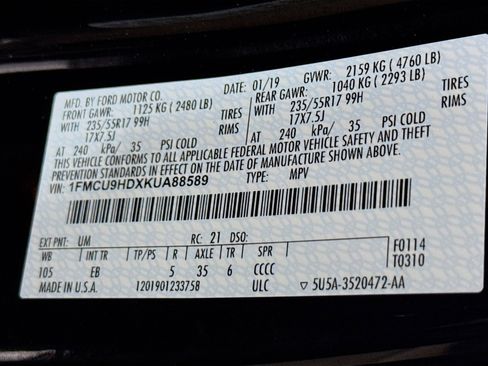 MFD. BY FORD MOTOR CO.
DATE: 01/19 GVWR: 2159 KG ( 4760 LB)
FRONT GAWR: 1125 KG ( 2480 LB) REAR GAWR: 1040 KG ( 2293 LB)
WITH 235/55R17 99H TIRES WITH 235/55R17 99H TIRES
17X7.5J RIMS 17X7.5J RIMS
AT 240 kPa/ 35 PSI COLD AT 240 kPa/ 35 PSI COLD
THIS VEHICLE CONFORMS TO ALL APPLICABLE FEDERAL MOTOR VEHICLE SAFETY AND THEFT
PREVENTION STANDARDS IN EFFECT ON THE DATE OF MANUFACTURE SHOWN ABOVE.
VIN: 1FMCU9HDXKUA88589 TYPE: MPV
EXT PNT: UM RC: 21 DSO: F0114
WB INT TR TP/PS R AXLE TR SPR T0310
105 EB 5 35 6 CCCC
MADE IN U.S.A. 1201901233758 ULC ▽ 5U5A-3520472-AA